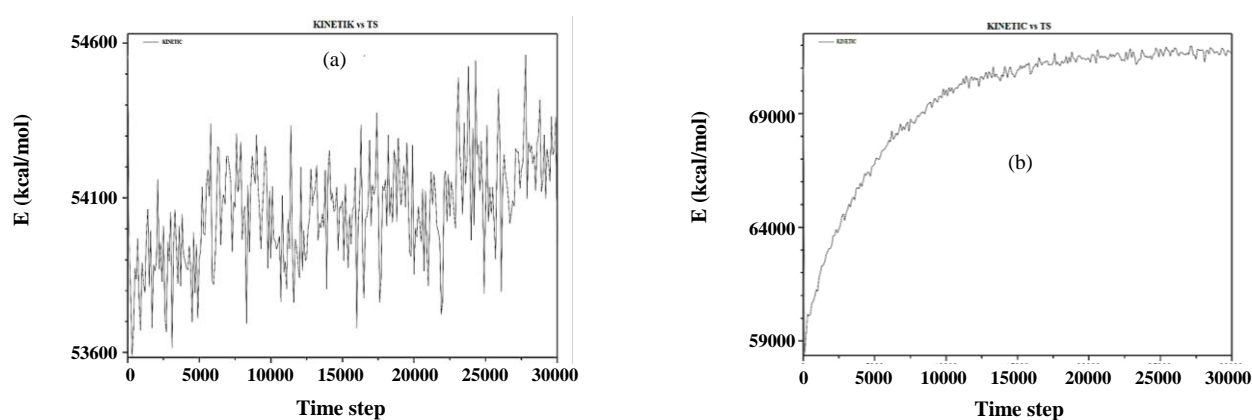 KINETIK vs TS
KINETIC
(a)
54600
54100
53600
E (kcal/mol)
0 5000 10000 15000 20000 25000 30000
Time step
KINETIC vs TS
KINETIC
(b)
69000
64000
59000
E (kcal/mol)
0 5000 10000 15000 20000 25000 30000
Time step